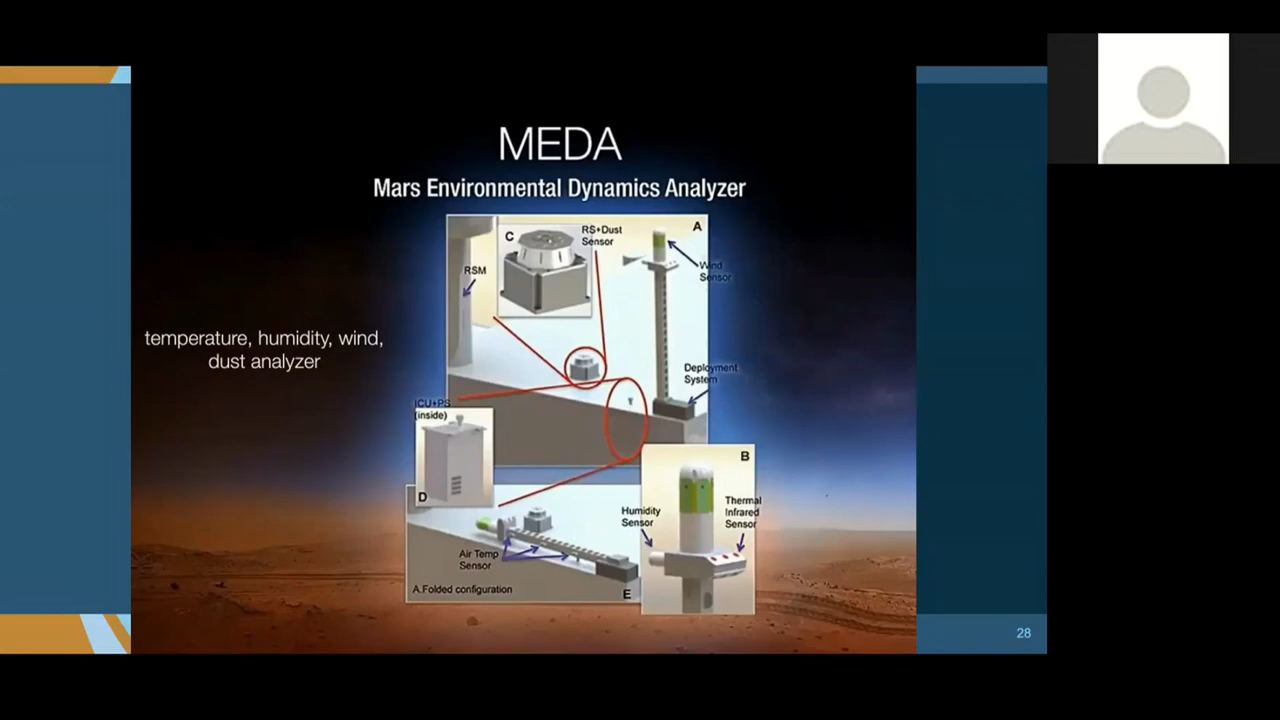 MEDA
Mars Environmental Dynamics Analyzer
temperature, humidity, wind,
dust analyzer
C
RS+Dust
Sensor
A
RSM
Wind
Sensor
Deployment
System
ICU+PS
(inside)
D
B
Humidity
Sensor
Thermal
Infrared
Sensor
Air Temp
Sensor
A.Folded configuration
E
28